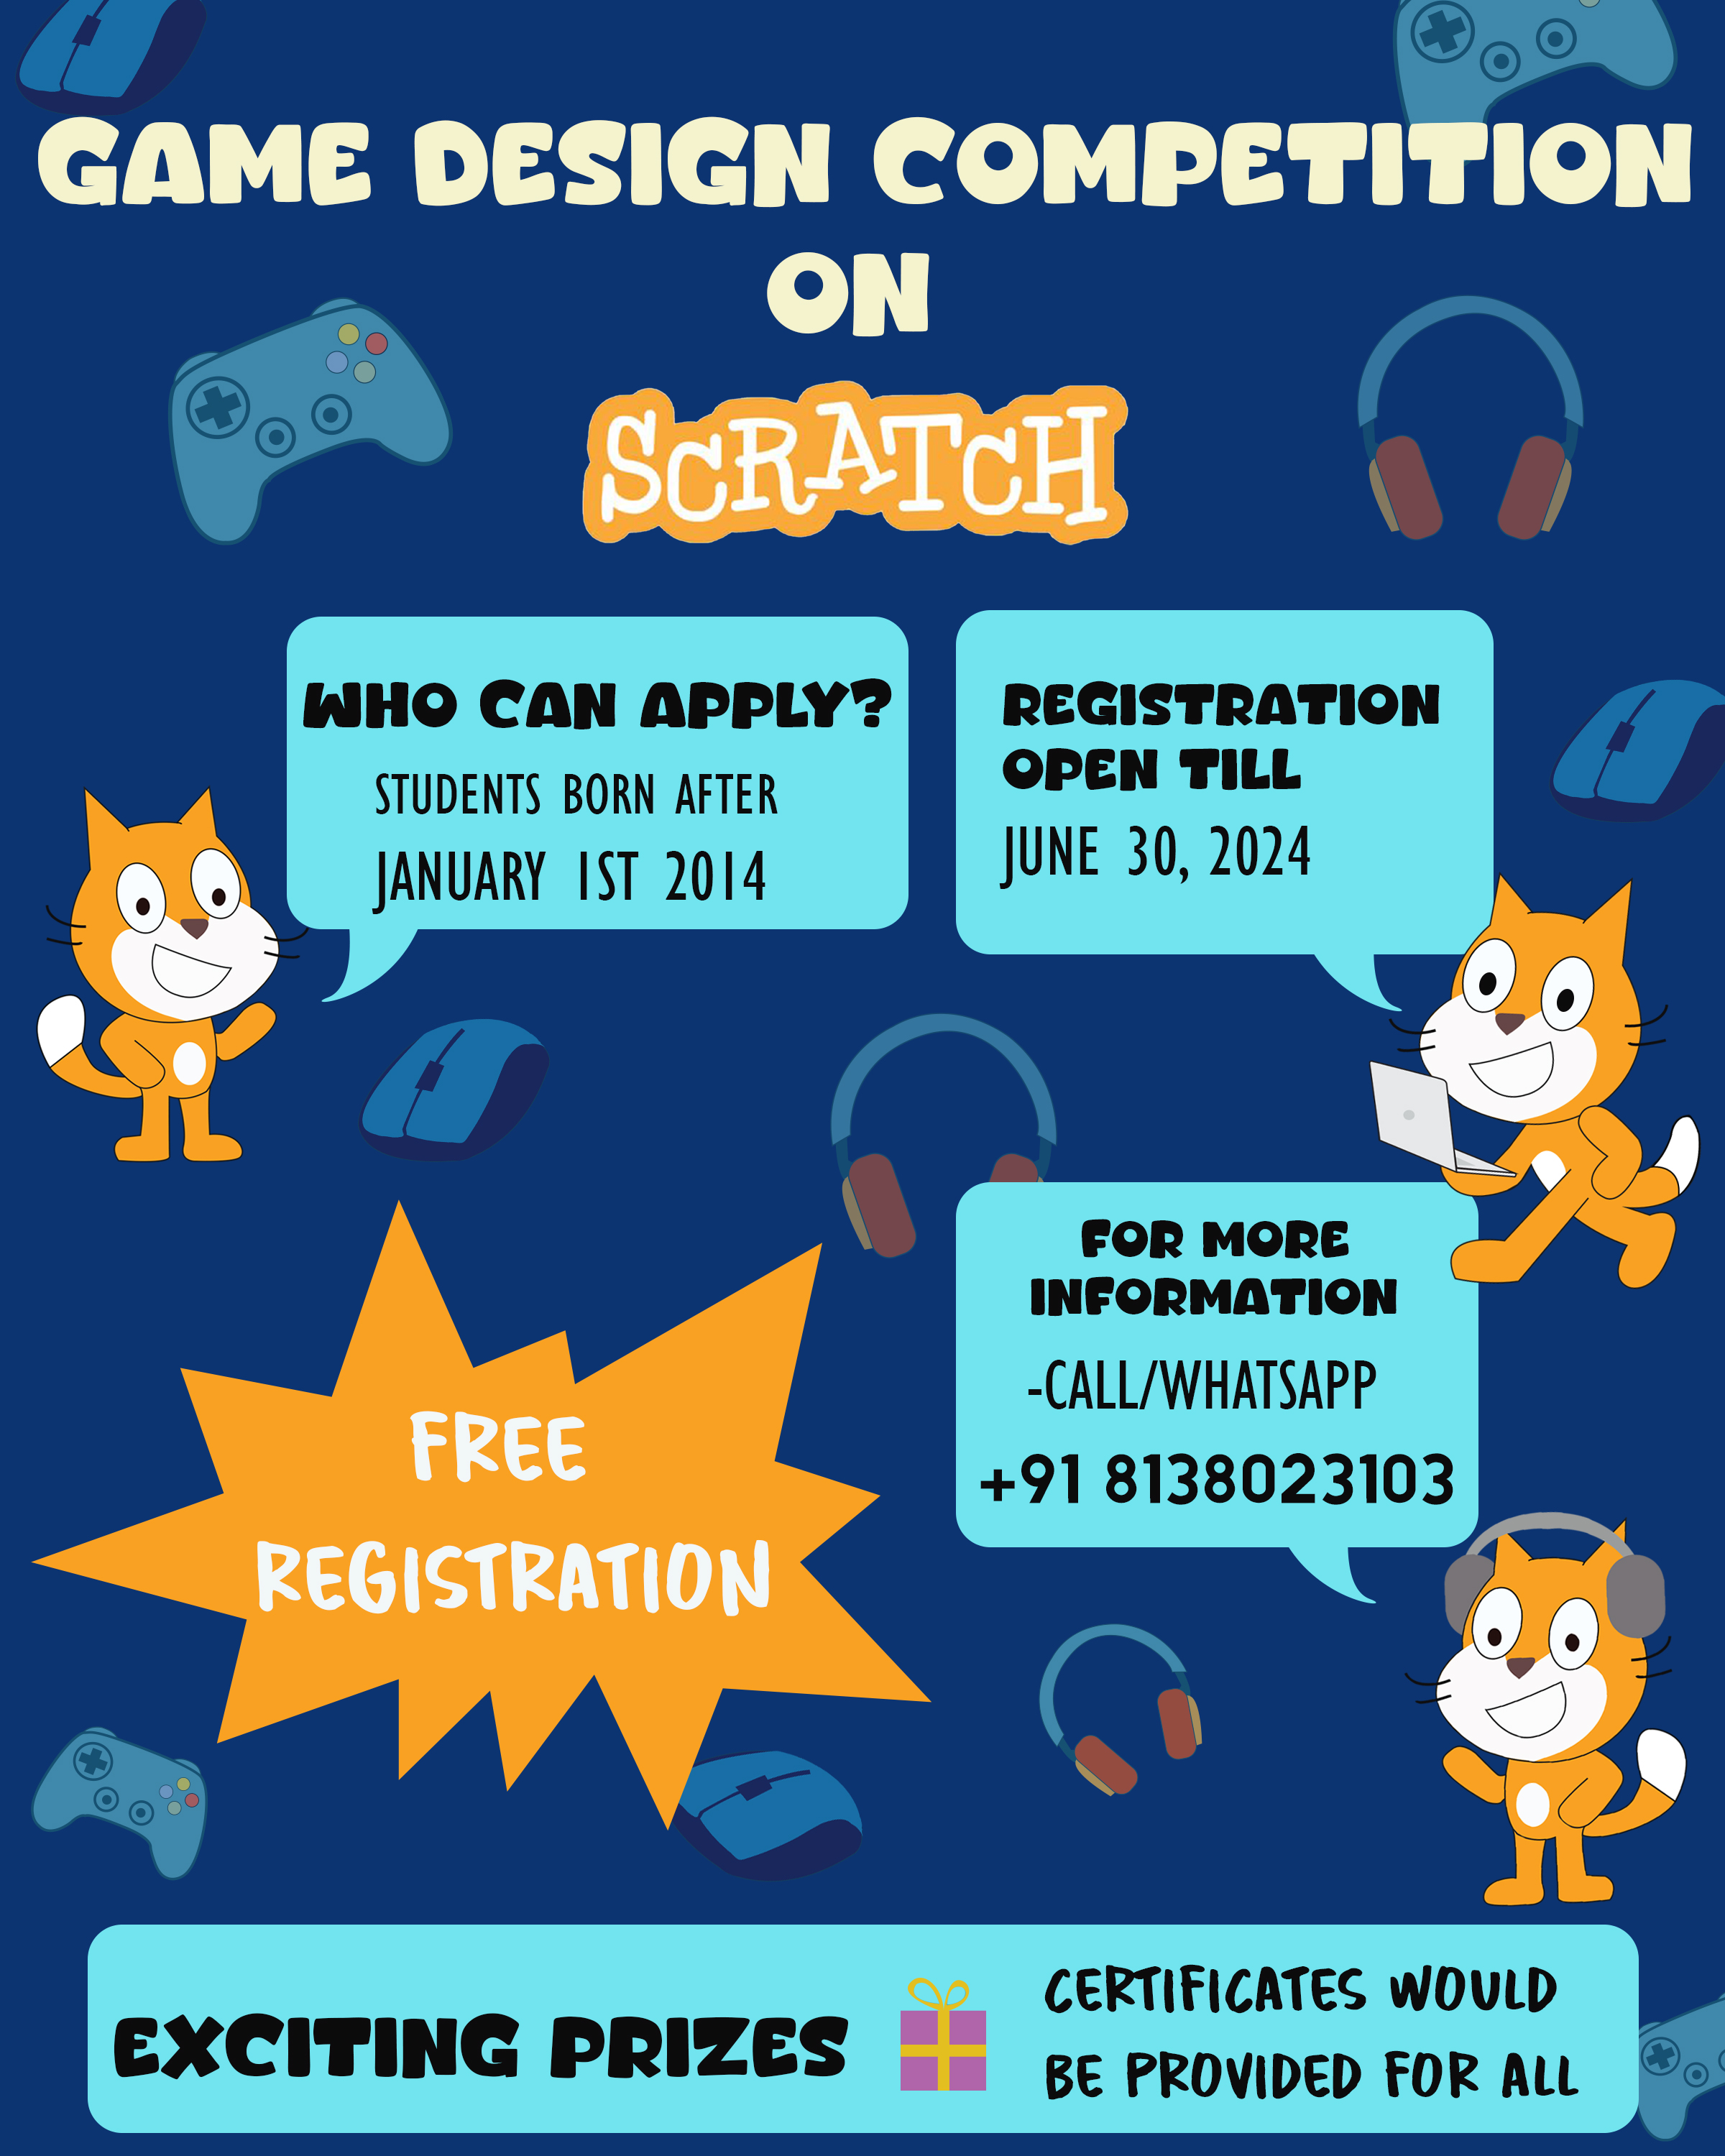 GAME DESIGN COMPETITION
ON
SCRATCH
WHO CAN APPLY?
STUDENTS BORN AFTER
JANUARY 1ST 2014
REGISTRATION
OPEN TILL
JUNE 30, 2024
FOR MORE
INFORMATION
-CALL/WHATSAPP
+91 8138023103
FREE
REGISTRATION
EXCITING PRIZES
CERTIFICATES WOULD
BE PROVIDED FOR ALL